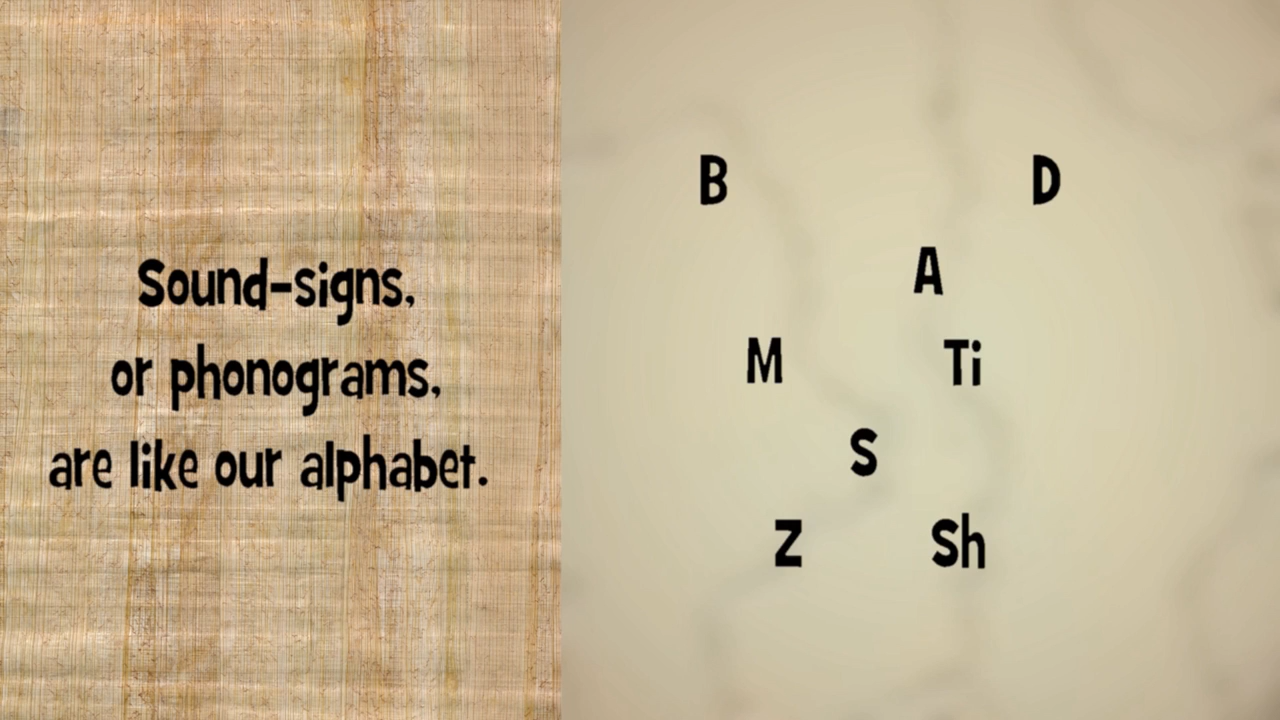 Sound-signs,
or phonograms,
are like our alphabet.
B D
A
M Ti
S
Z Sh